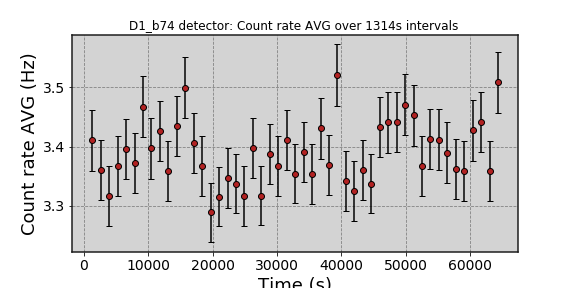 D1_b74 detector: Count rate AVG over 1314s intervals
Count rate AVG (Hz)
3.5
3.4
3.3
0 10000 20000 30000 40000 50000 60000
Time (s)